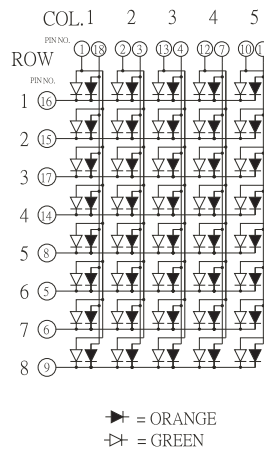 COL. 1 2 3 4 5
PIN NO. 1 18 2 3 13 4 12 7 10
ROW
PIN NO.
1 16
2 15
3 17
4 14
5 8
6 5
7 6
8 9
= ORANGE
= GREEN